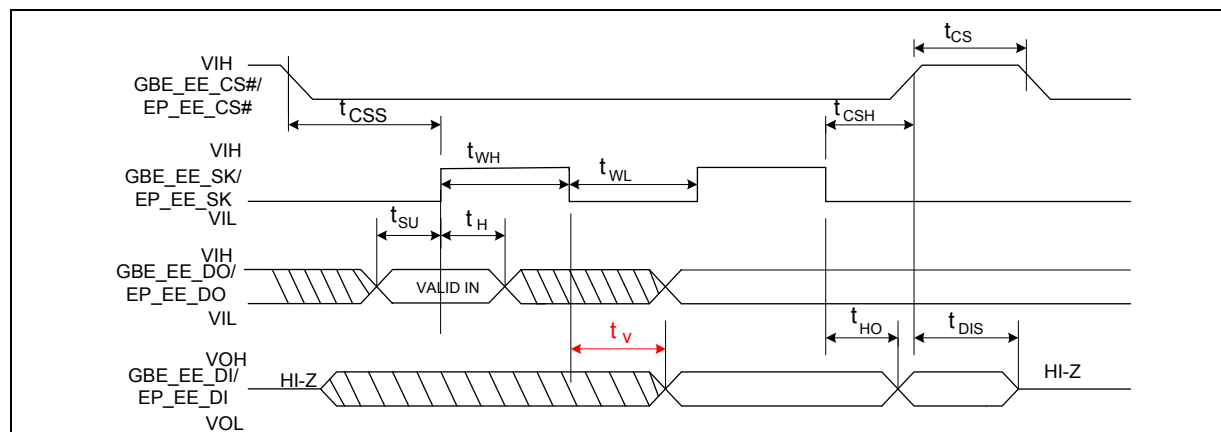 tCS
VIH
GBE_EE_CS#/
EP_EE_CS#
tCSS
tCSH
VIH
tWH
GBE_EE_SK/
tWL
EP_EE_SK
VIL
tSU
tH
VIH
GBE_EE_DO/
EP_EE_DO
VALID IN
VIL
tV
tHO
tDIS
VOH
GBE_EE_DI/
HI-Z
HI-Z
EP_EE_DI
VOL